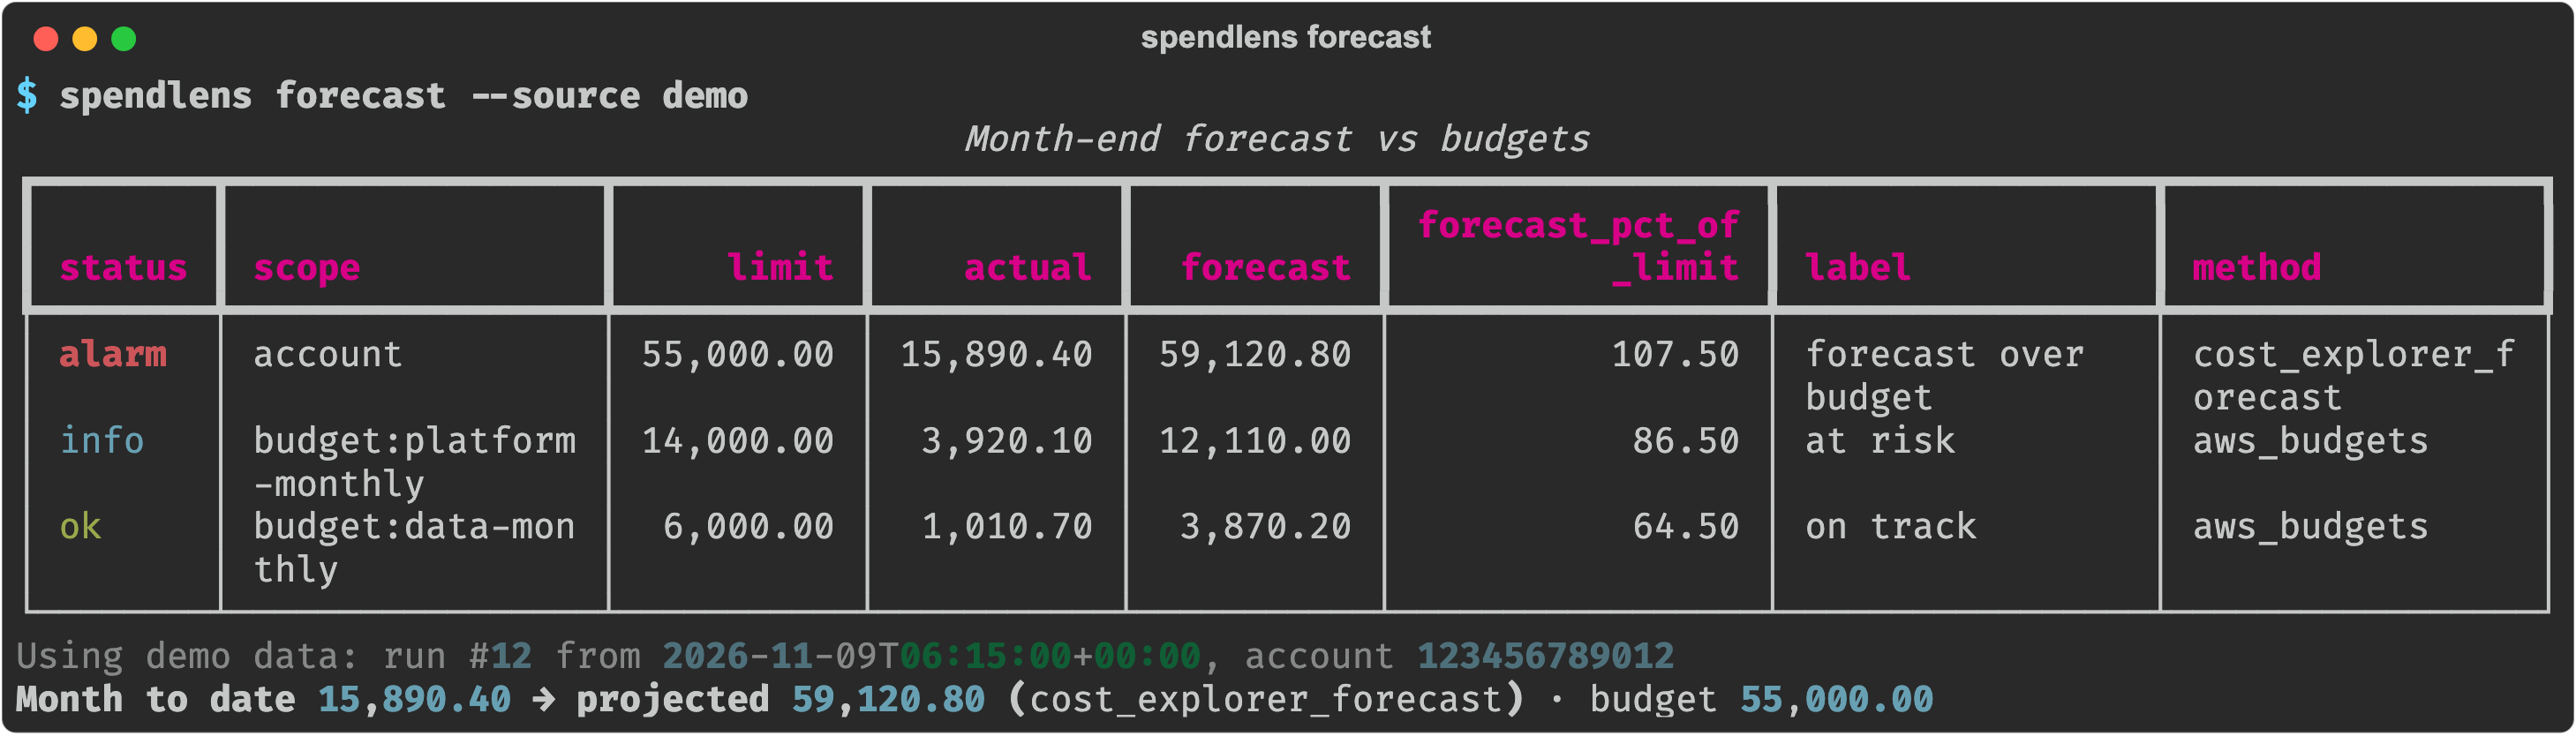 spendlens forecast
$ spendlens forecast --source demo
Month-end forecast vs budgets
forecast_pct_of
status scope limit actual forecast _limit label method
alarm account 55,000.00 15,890.40 59,120.80 107.50 forecast over cost_explorer_f
budget orecast
info budget:platform 14,000.00 3,920.10 12,110.00 86.50 at risk aws_budgets
-monthly
ok budget:data-mon 6,000.00 1,010.70 3,870.20 64.50 on track aws_budgets
thly
Using demo data: run #12 from 2026-11-09T06:15:00+00:00, account 123456789012
Month to date 15,890.40 → projected 59,120.80 (cost_explorer_forecast) · budget 55,000.00